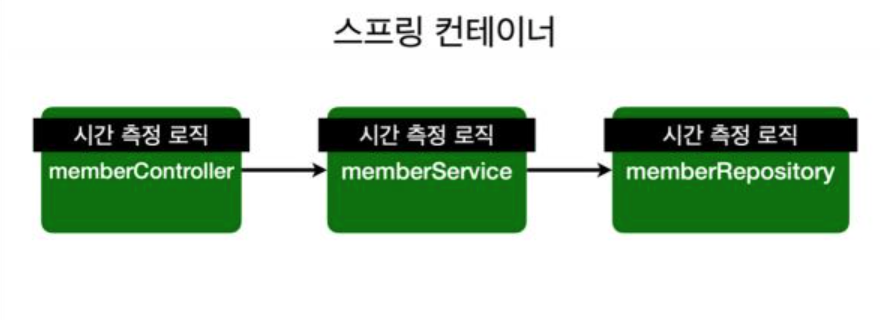 스프링 컨테이너
시간 측정 로직
memberController
시간 측정 로직
memberService
시간 측정 로직
memberRepository